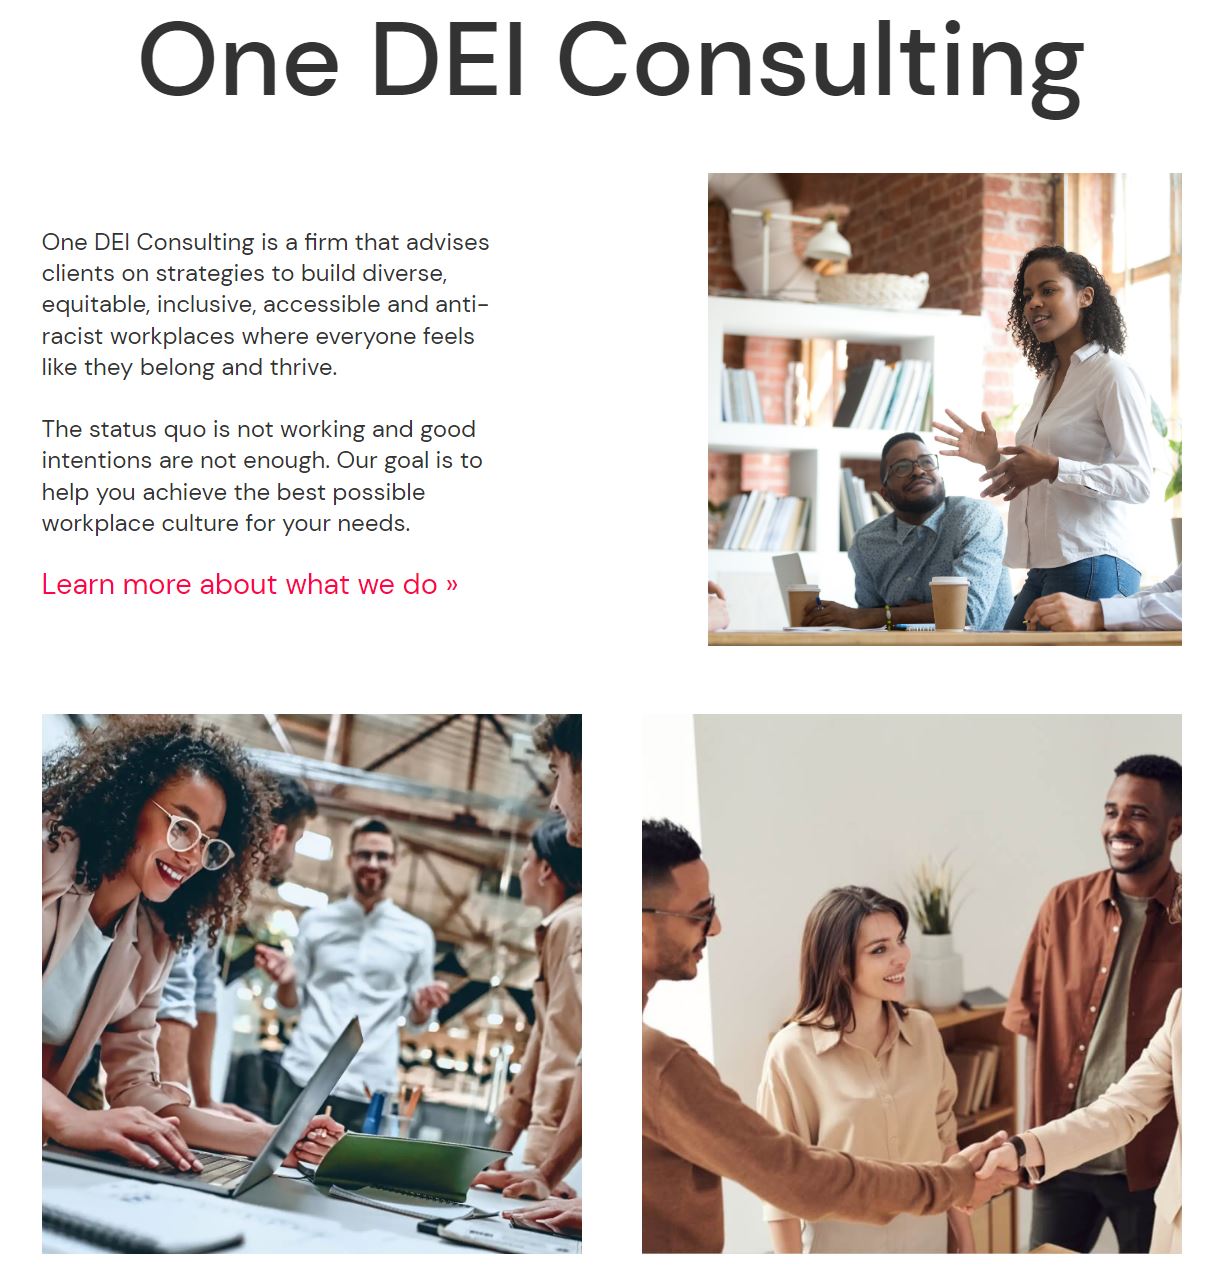 One DEI Consulting
One DEI Consulting is a firm that advises
clients on strategies to build diverse,
equitable, inclusive, accessible and anti-
racist workplaces where everyone feels
like they belong and thrive.
The status quo is not working and good
intentions are not enough. Our goal is to
help you achieve the best possible
workplace culture for your needs.
Learn more about what we do »